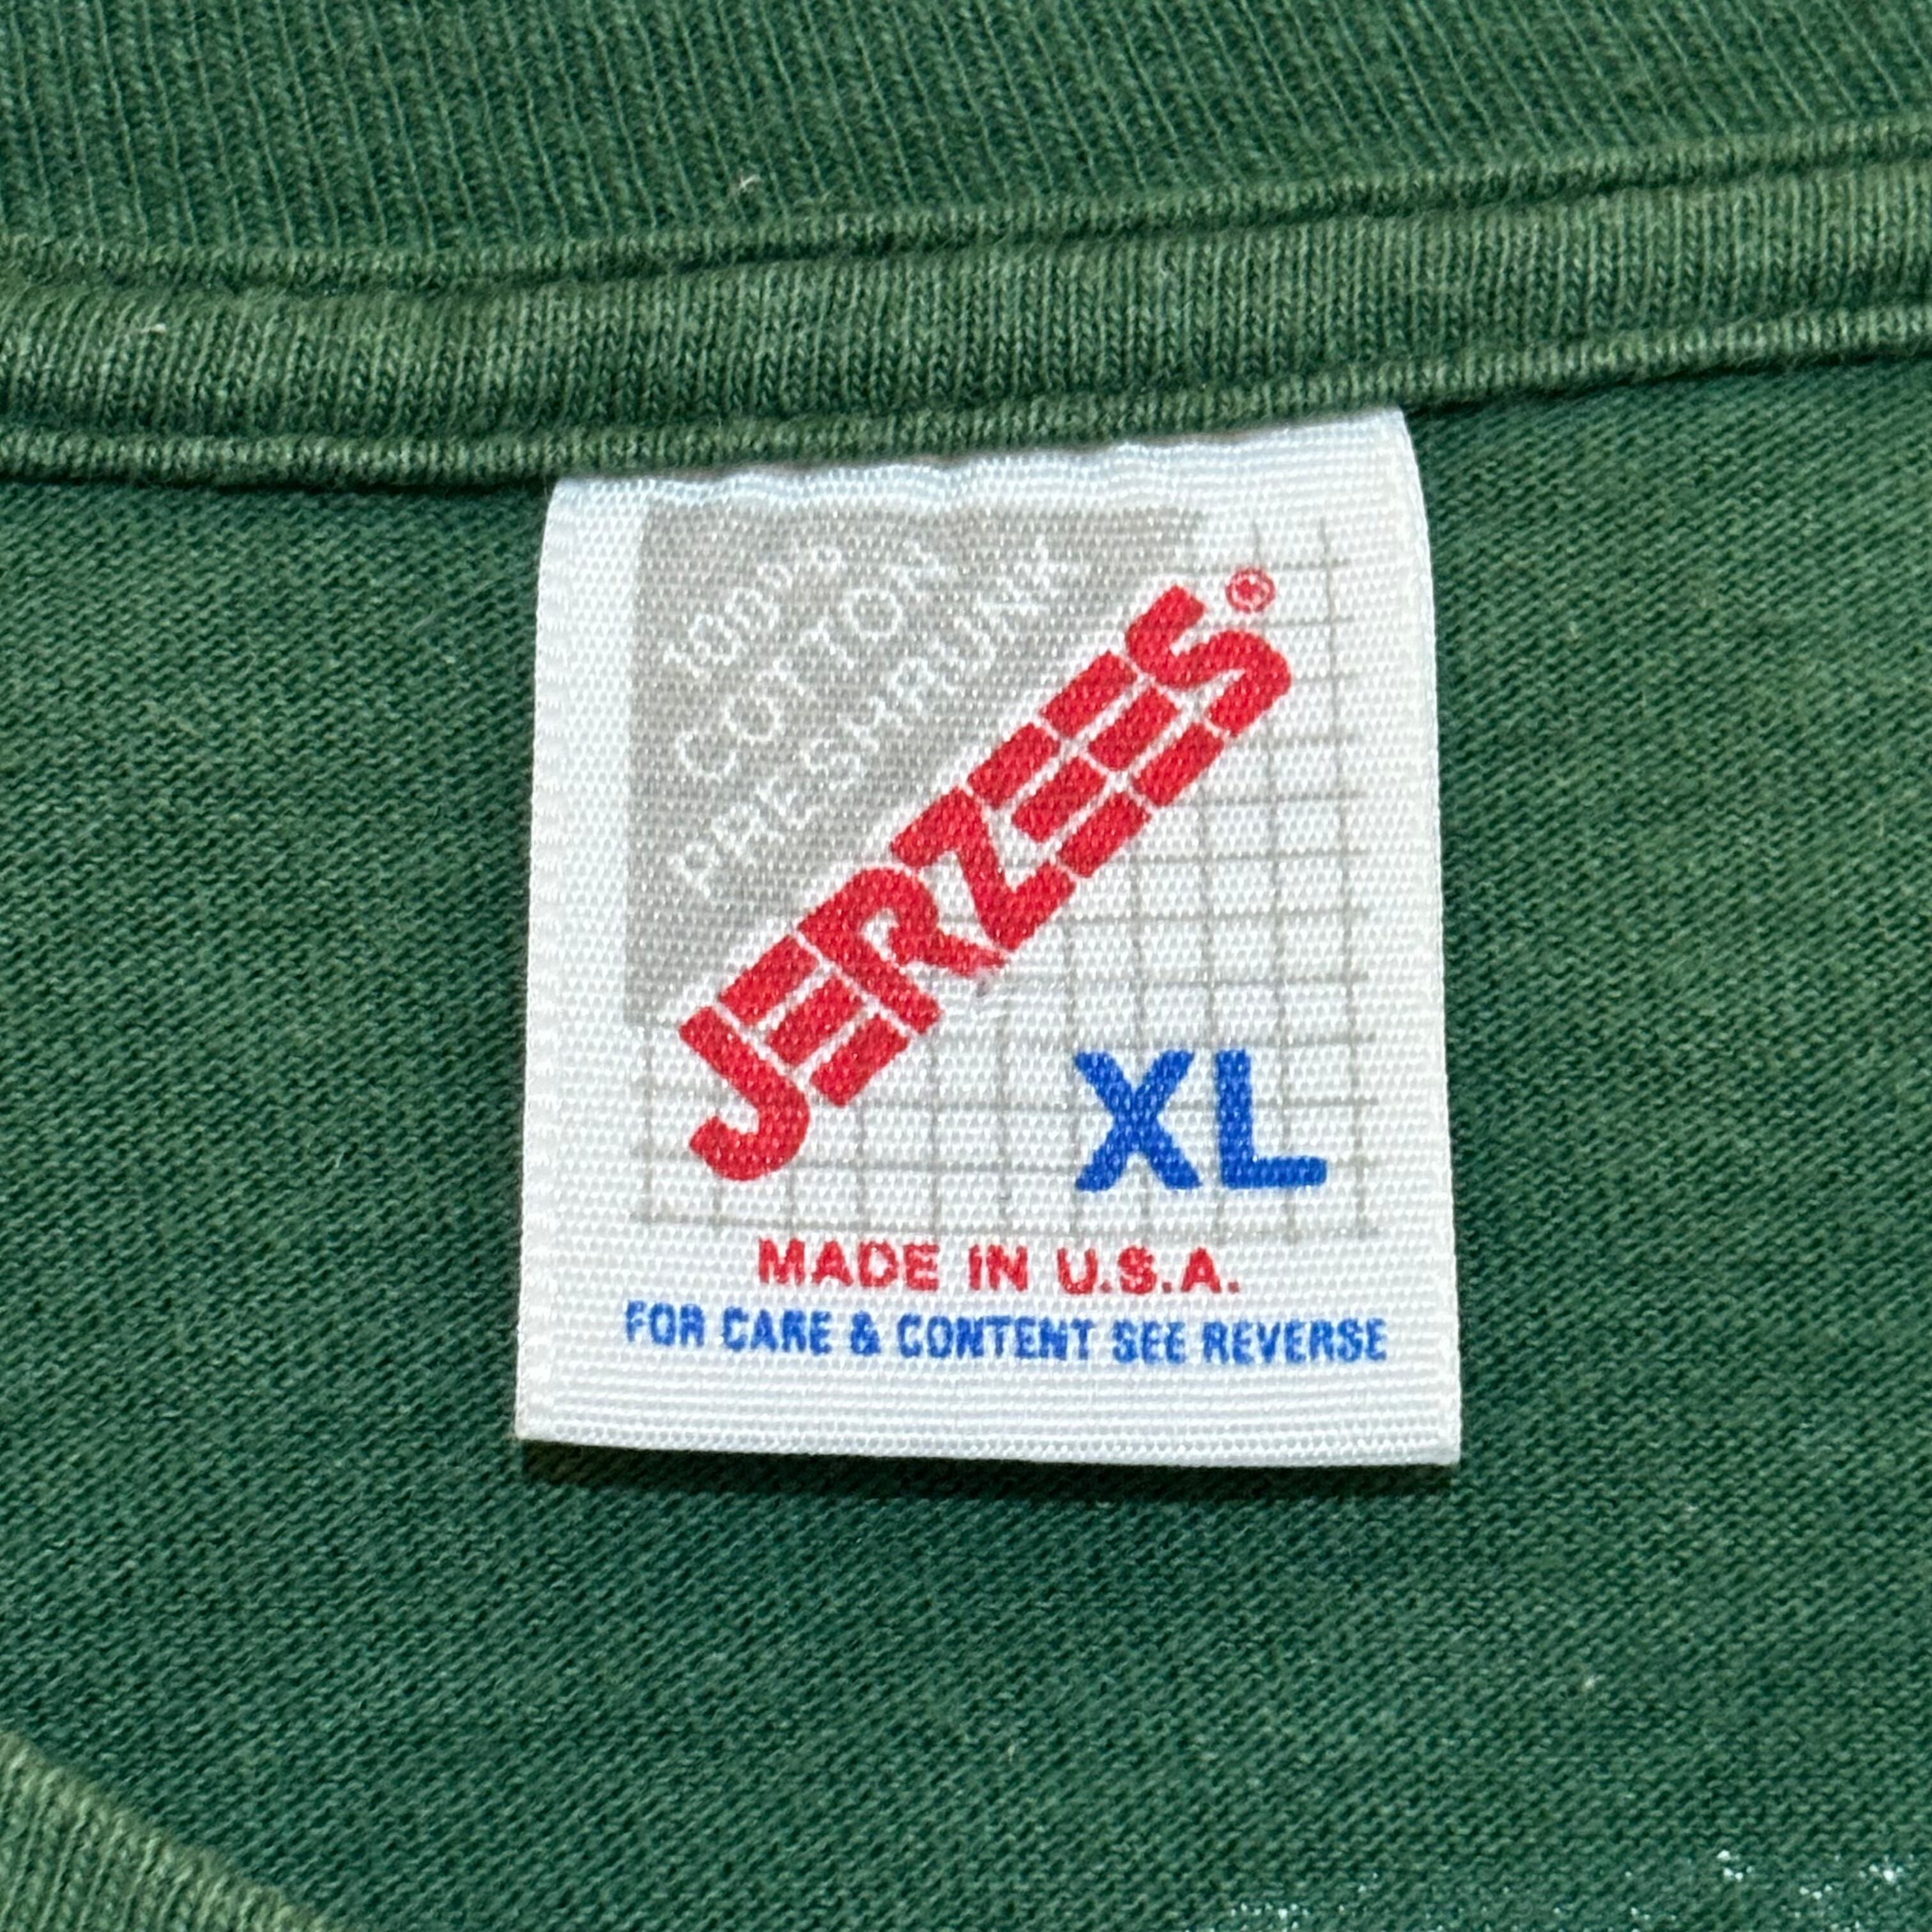 100%
COTTON
PRESHRUNK
JERZEES®
XL
MADE IN U.S.A.
FOR CARE & CONTENT SEE REVERSE